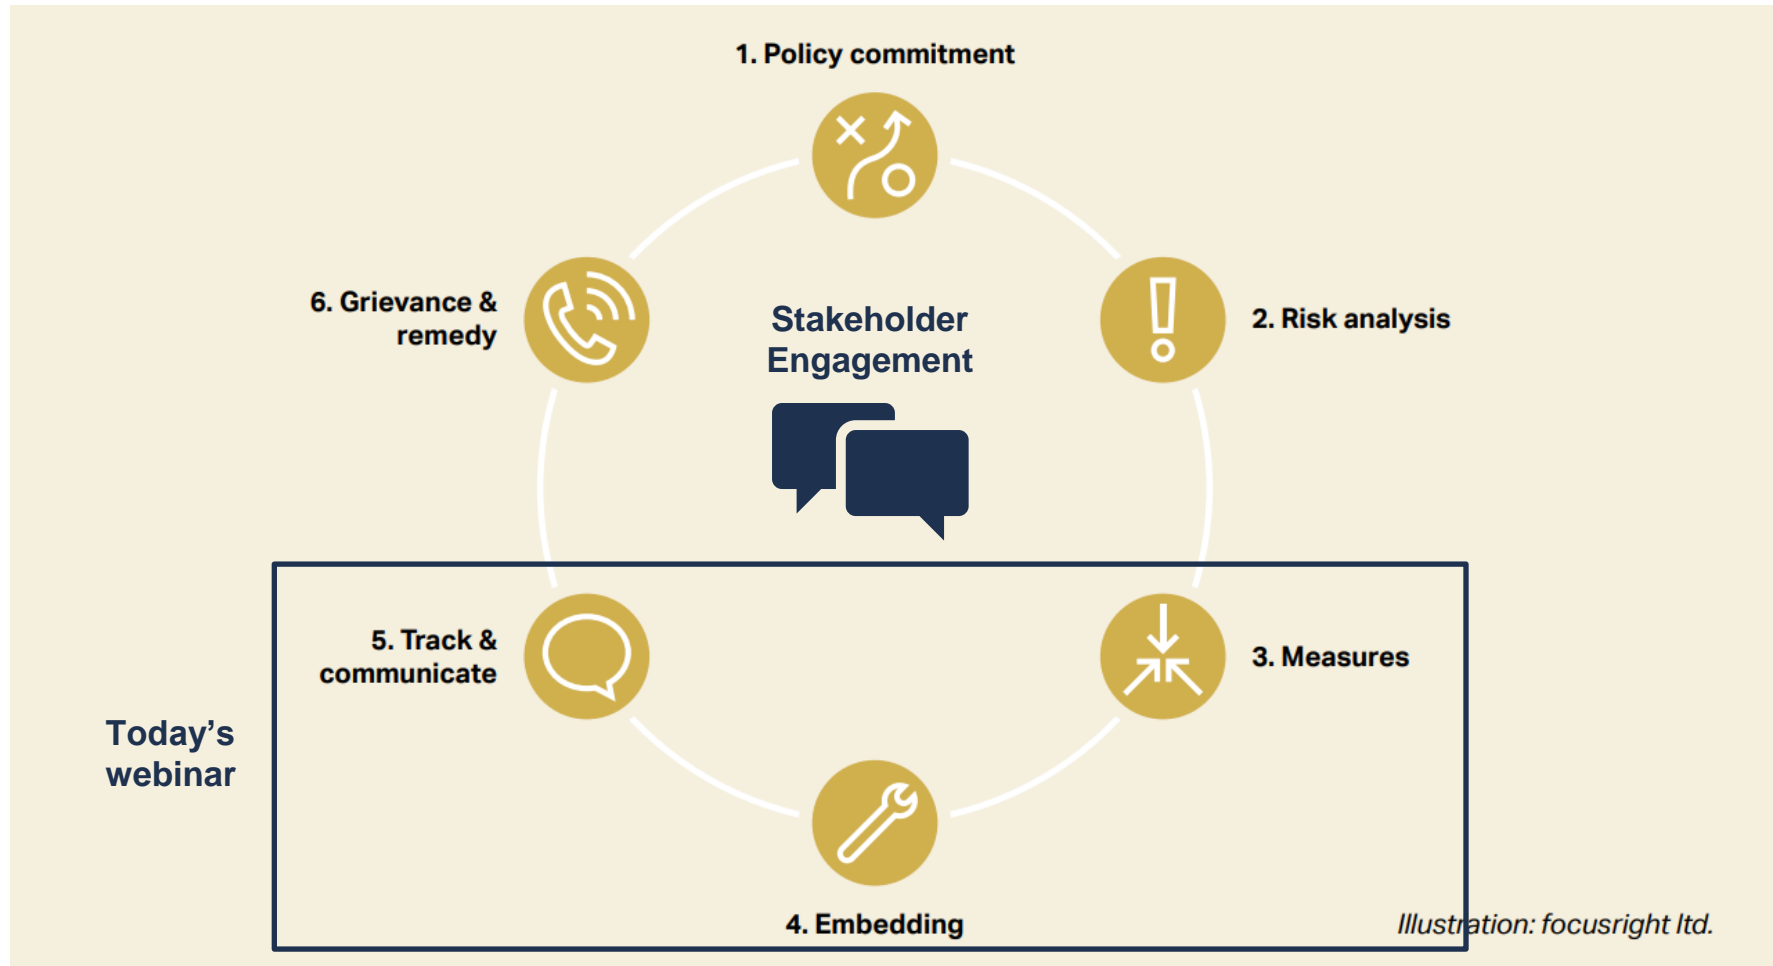 1. Policy commitment
6. Grievance &
remedy
Stakeholder
Engagement
2. Risk analysis
5. Track &
communicate
3. Measures
Today’s
webinar
4. Embedding
Illustration: focusright ltd.